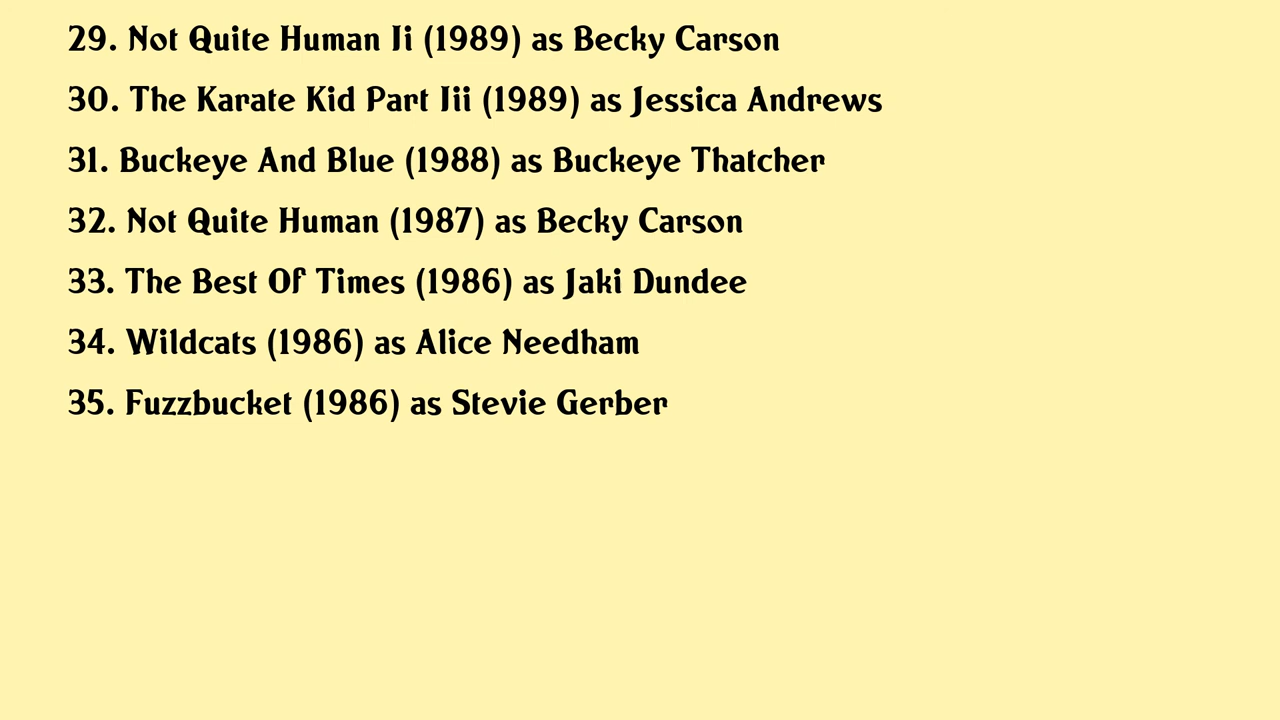 29. Not Quite Human Ii (1989) as Becky Carson
30. The Karate Kid Part Iii (1989) as Jessica Andrews
31. Buckeye And Blue (1988) as Buckeye Thatcher
32. Not Quite Human (1987) as Becky Carson
33. The Best Of Times (1986) as Jaki Dundee
34. Wildcats (1986) as Alice Needham
35. Fuzzbucket (1986) as Stevie Gerber